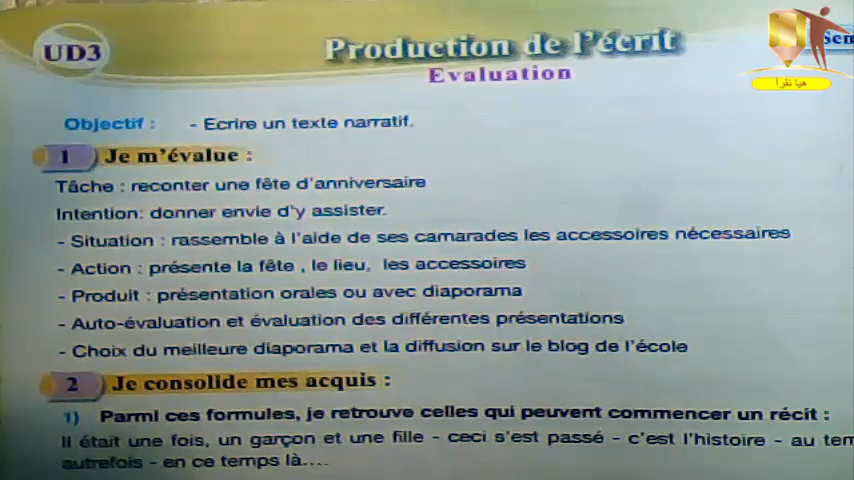 UD3
Production de l'écrit
Evaluation
Sem
هيا نقرأ
Objectif : - Ecrire un texte narratif.
1 Je m'évalue :
Tâche : reconter une fête d'anniversaire
Intention: donner envie d'y assister.
- Situation : rassemble à l'aide de ses camarades les accessoires nécessaires
- Action : présente la fête , le lieu, les accessoires
- Produit : présentation orales ou avec diaporama
- Auto-évaluation et évaluation des différentes présentations
- Choix du meilleure diaporama et la diffusion sur le blog de l'école
2 Je consolide mes acquis :
1) Parmi ces formules, je retrouve celles qui peuvent commencer un récit :
Il était une fois, un garçon et une fille - ceci s'est passé - c'est l'histoire - au tem
autrefois - en ce temps là....